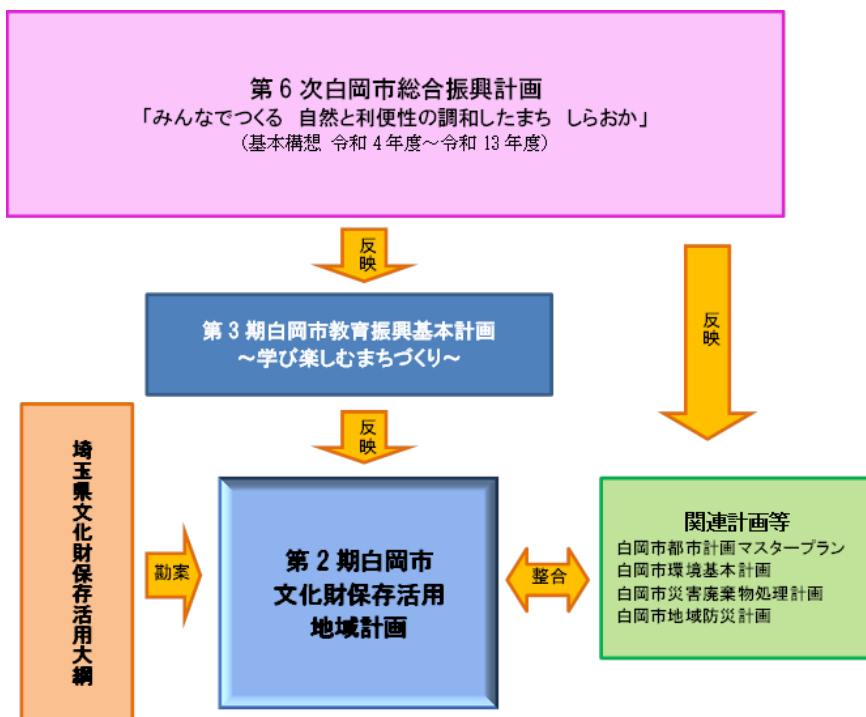 第6次白岡市総合振興計画
「みんなでつくる 自然と利便性の調和したまち しらおか」
（基本構想 令和4年度～令和13年度）
反映
反映
第3期白岡市教育振興基本計画
～学び楽しむまちづくり～
反映
埼玉県文化財保存活用大綱
勘案
第2期白岡市
文化財保存活用
地域計画
整合
関連計画等
白岡市都市計画マスタープラン
白岡市環境基本計画
白岡市災害廃棄物処理計画
白岡市地域防災計画